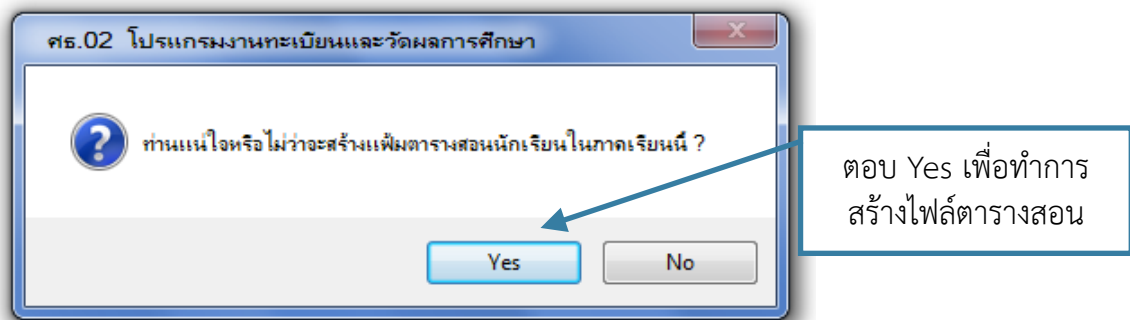 ศธ.02 โปรแกรมงานทะเบียนและวัดผลการศึกษา
ท่านแน่ใจหรือไม่ว่าจะสร้างแฟ้มตารางสอนนักเรียนในภาคเรียนนี้ ?
ตอบ Yes เพื่อทำการ
สร้างไฟล์ตารางสอน
Yes
No